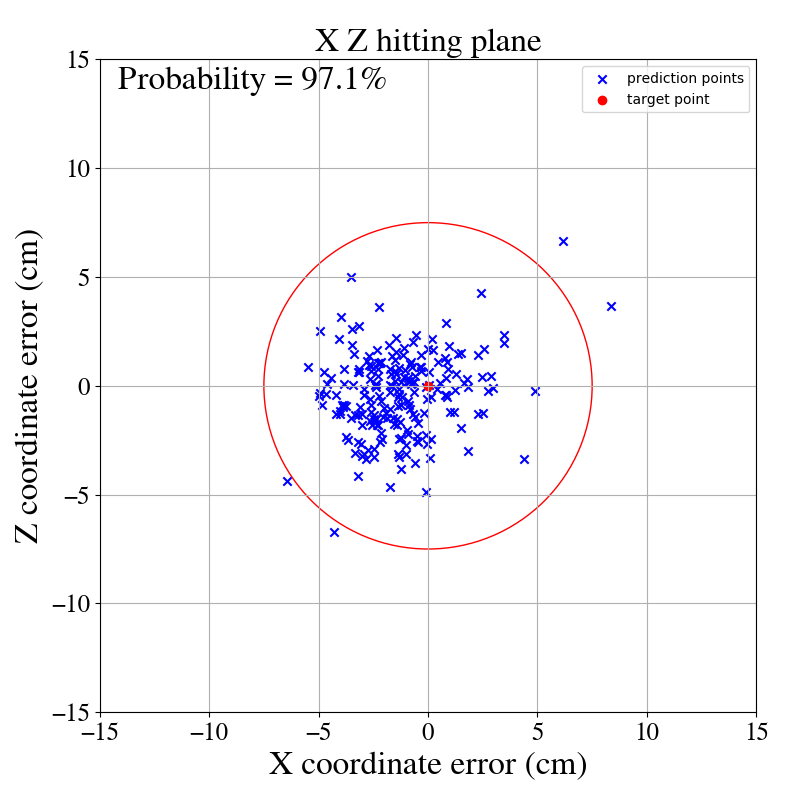 X Z hitting plane
Probability = 97.1%
prediction points
target point
Z coordinate error (cm)
15
10
5
0
−5
−10
−15
−15
−10
−5
0
5
10
15
X coordinate error (cm)